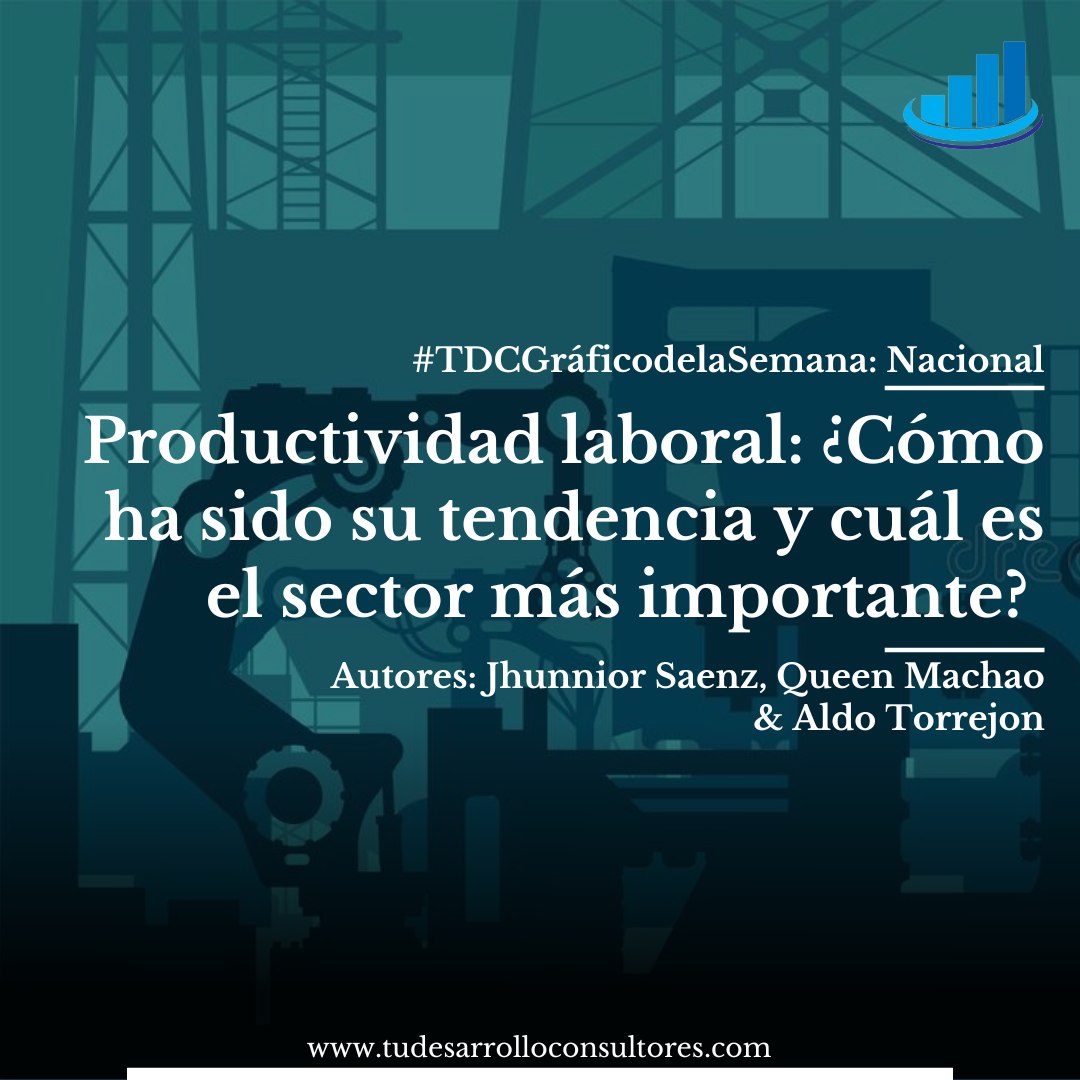 #TDCGráficodelaSemana: Nacional
Productividad laboral: ¿Cómo
ha sido su tendencia y cuál es
el sector más importante?
Autores: Jhunnior Saenz, Queen Machao
& Aldo Torrejon
www.tudesarrolloconsultores.com